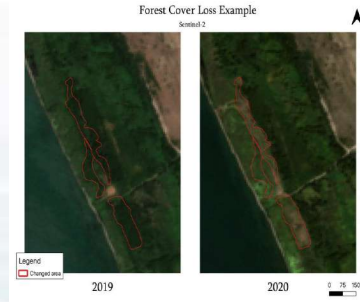 Forest Cover Loss Example
Sentinel-2
Legend
Changed area
2019
2020
0 75 150